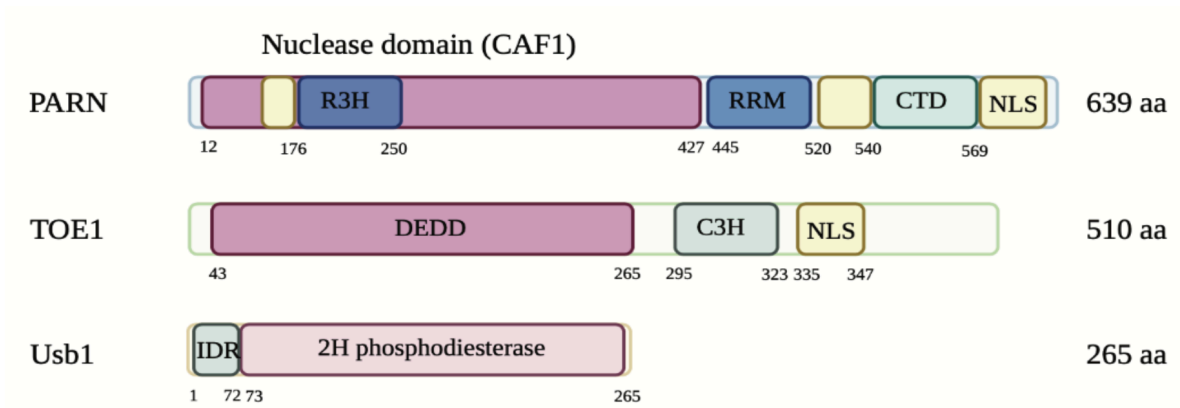 Nuclease domain (CAF1)
PARN R3H RRM CTD NLS 639 aa
12 176 250 427 445 520 540 569
TOE1 DEDD C3H NLS 510 aa
43 265 295 323 335 347
Usb1 IDR 2H phosphodiesterase 265 aa
1 72 73 265